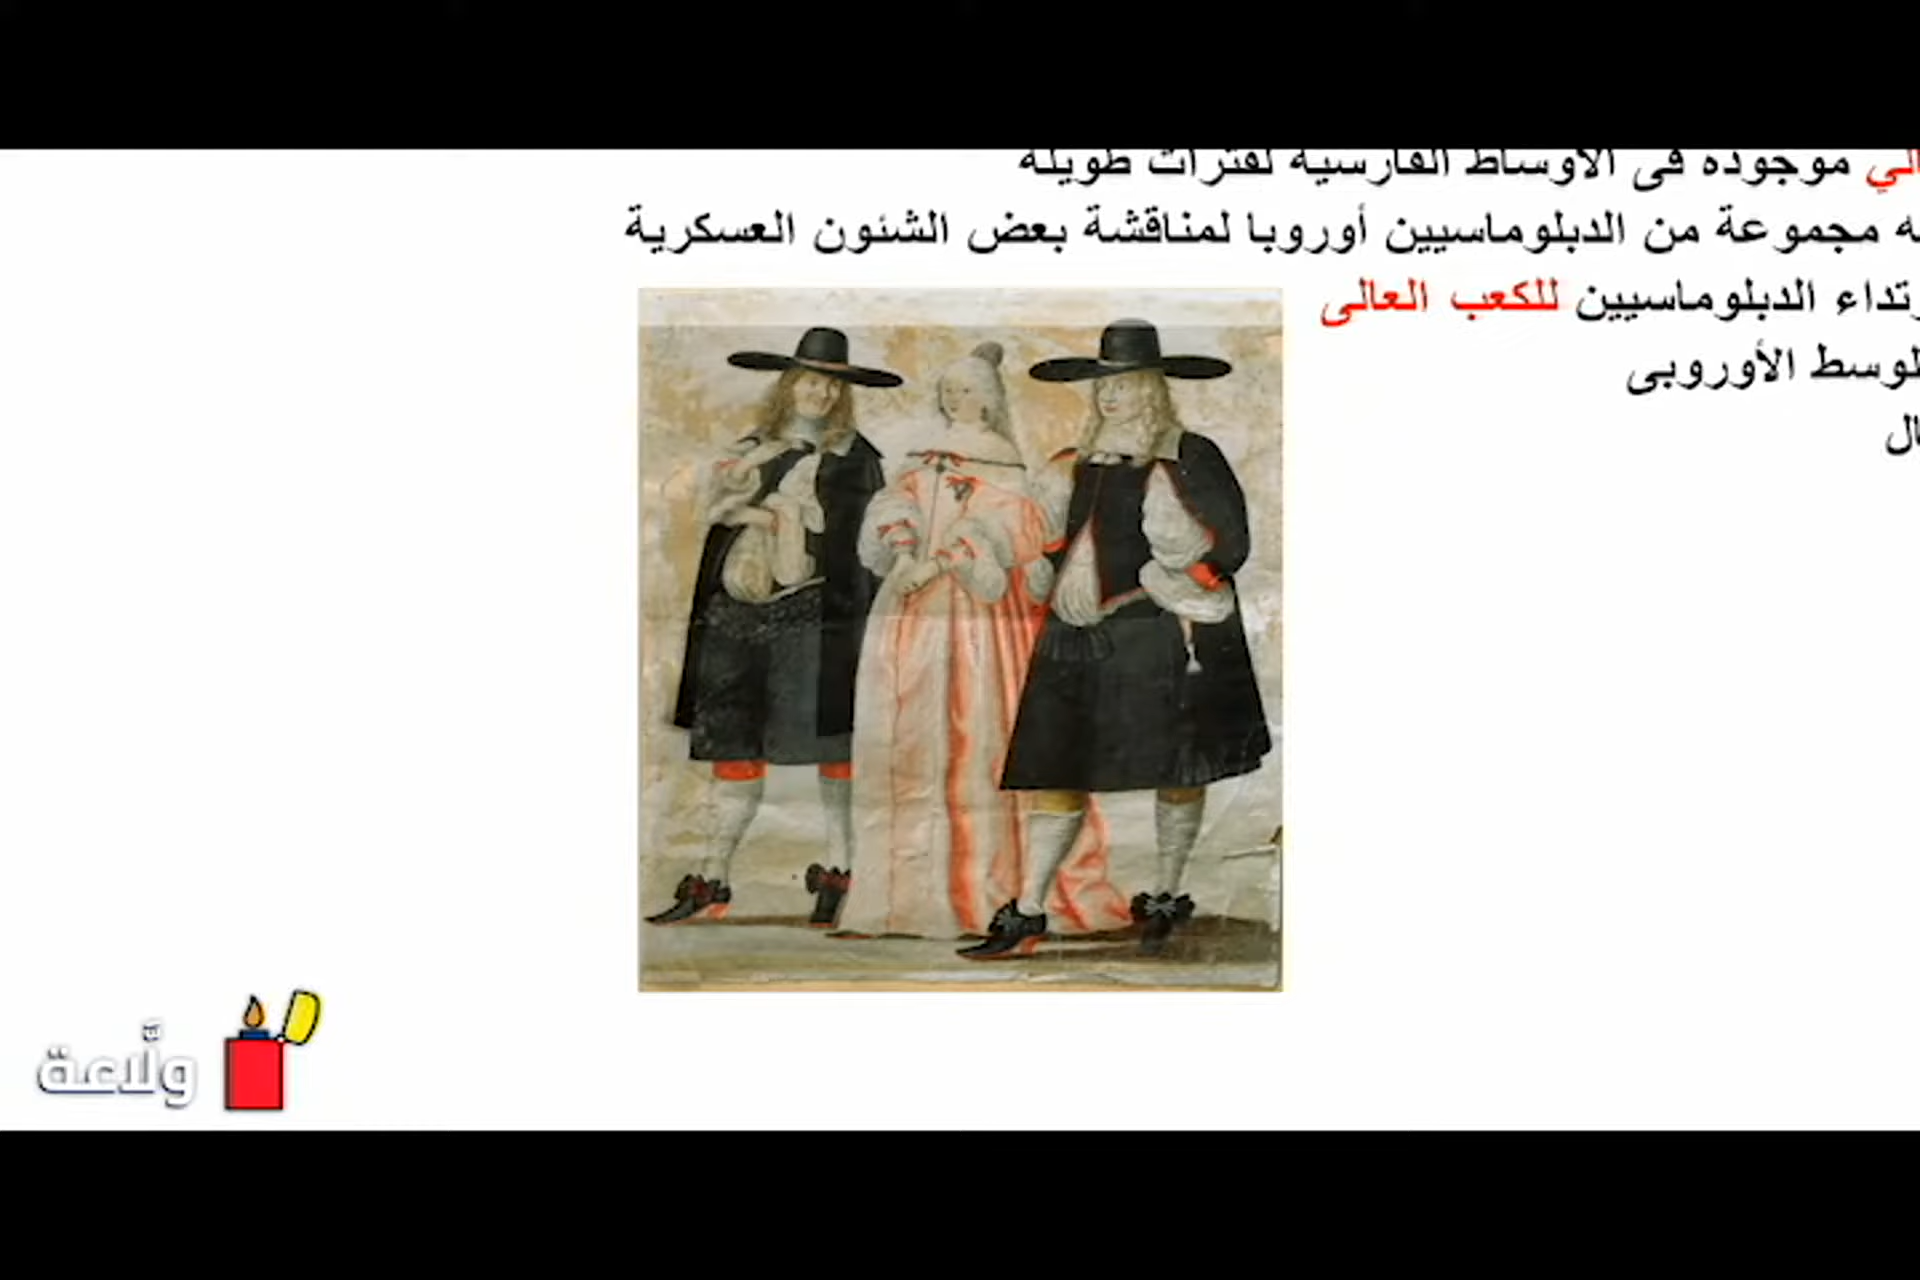 موجوده فى الأوساط الفارسية لفترات طويلة
مجموعة من الدبلوماسيين أوروبا لمناقشة بعض الشئون العسكرية
الدبلوماسيين للكعب العالى
الأوروبى
ولَّاعة